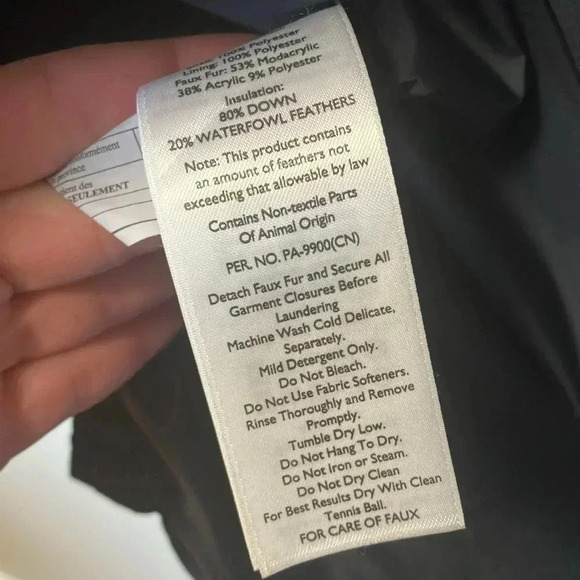 100% Polyester
Lining: 100% Polyester
Faux Fur: 53% Modacrylic
38% Acrylic 9% Polyester
Insulation:
80% DOWN
20% WATERFOWL FEATHERS
Note: This product contains
an amount of feathers not
exceeding that allowable by law
Contains Non-textile Parts
Of Animal Origin
PER. NO. PA-9900(CN)
Detach Faux Fur and Secure All
Garment Closures Before
Laundering
Machine Wash Cold Delicate,
Separately.
Mild Detergent Only.
Do Not Bleach.
Do Not Use Fabric Softeners.
Rinse Thoroughly and Remove
Promptly.
Tumble Dry Low.
Do Not Hang To Dry.
Do Not Iron or Steam.
Do Not Dry Clean
For Best Results Dry With Clean
Tennis Ball.
FOR CARE OF FAUX
province
des
SEULEMENT